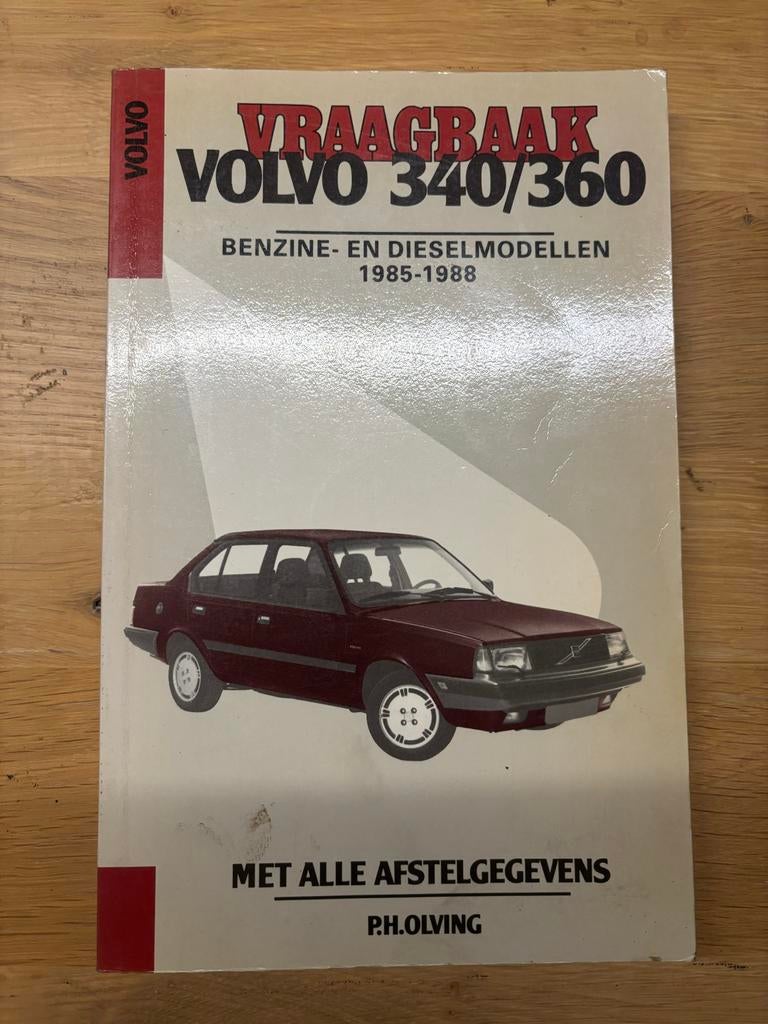 VOLVO
VRAAGBAAK
VOLVO 340/360
BENZINE- EN DIESELMODELLEN
1985-1988
MET ALLE AFSTELGEGEVENS
P.H.OLVING